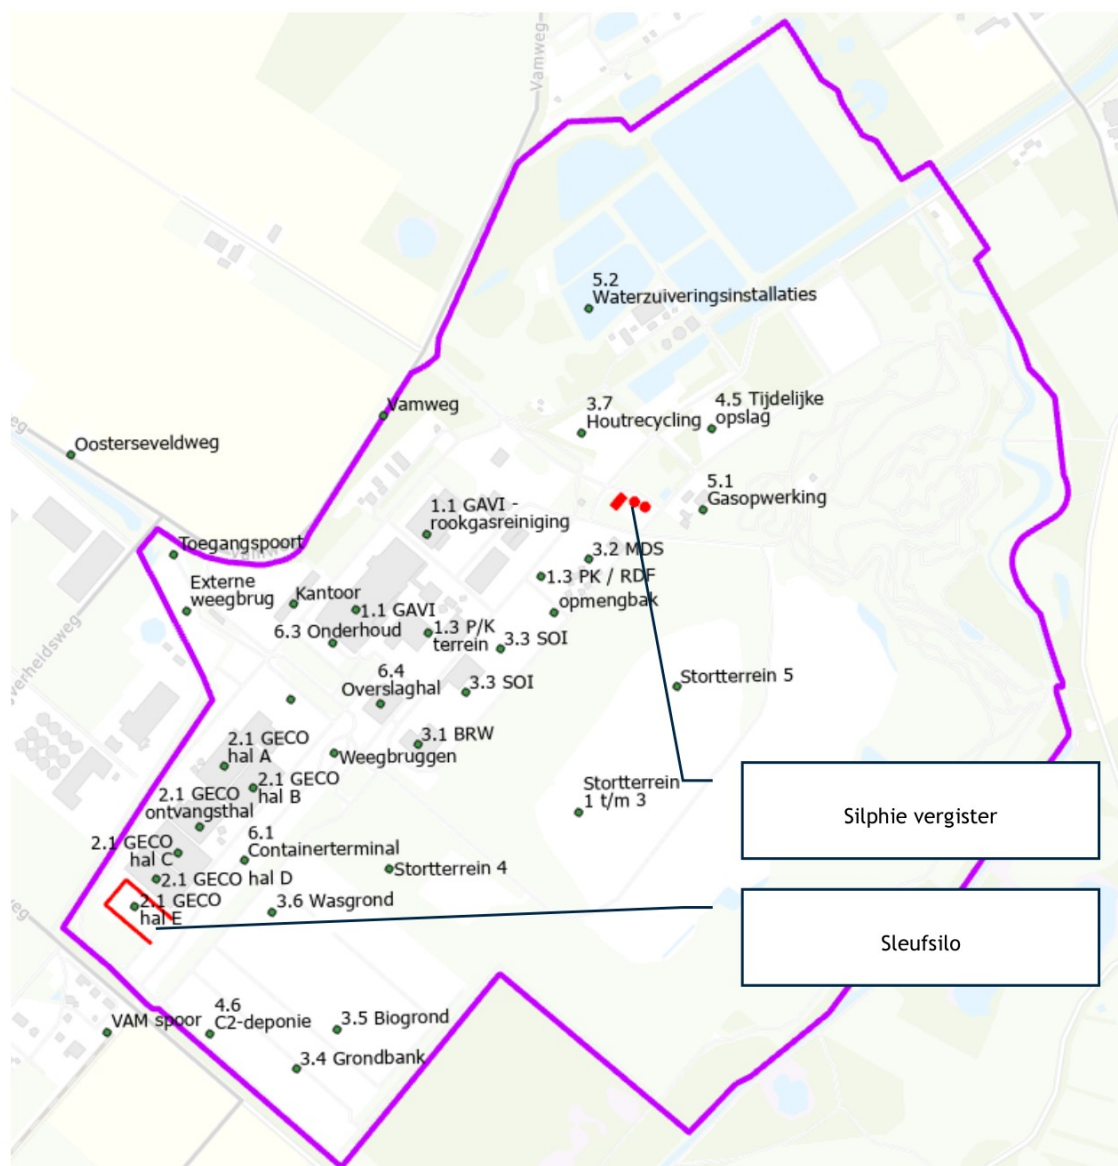 Vamweg
5.2
Waterzuiveringsinstallaties
Vamweg
3.7
Houtrecycling
4.5 Tijdelijke
opslag
Oosterseveldweg
5.1
Gasopwerking
1.1 GAVI -
rookgasreiniging
Toegangspoort
3.2 MDS
1.3 PK / RDF
opmengbak
Externe
weegbrug
Kantoor
1.1 GAVI
6.3 Onderhoud
1.3 P/K
terrein
3.3 SOI
6.4
Overslaghal
3.3 SOI
Stortterrein 5
2.1 GECO
hal A
3.1 BRW
Weegbruggen
2.1 GECO
hal B
Stortterrein
1 t/m 3
2.1 GECO
ontvangsthal
Silphie vergister
2.1 GECO
hal C
6.1
Containerterminal
Stortterrein 4
2.1 GECO hal D
2.1 GECO
hal E
3.6 Wasgrond
Sleufsilo
VAM spoor
4.6
C2-deponie
3.5 Biogrond
3.4 Grondbank